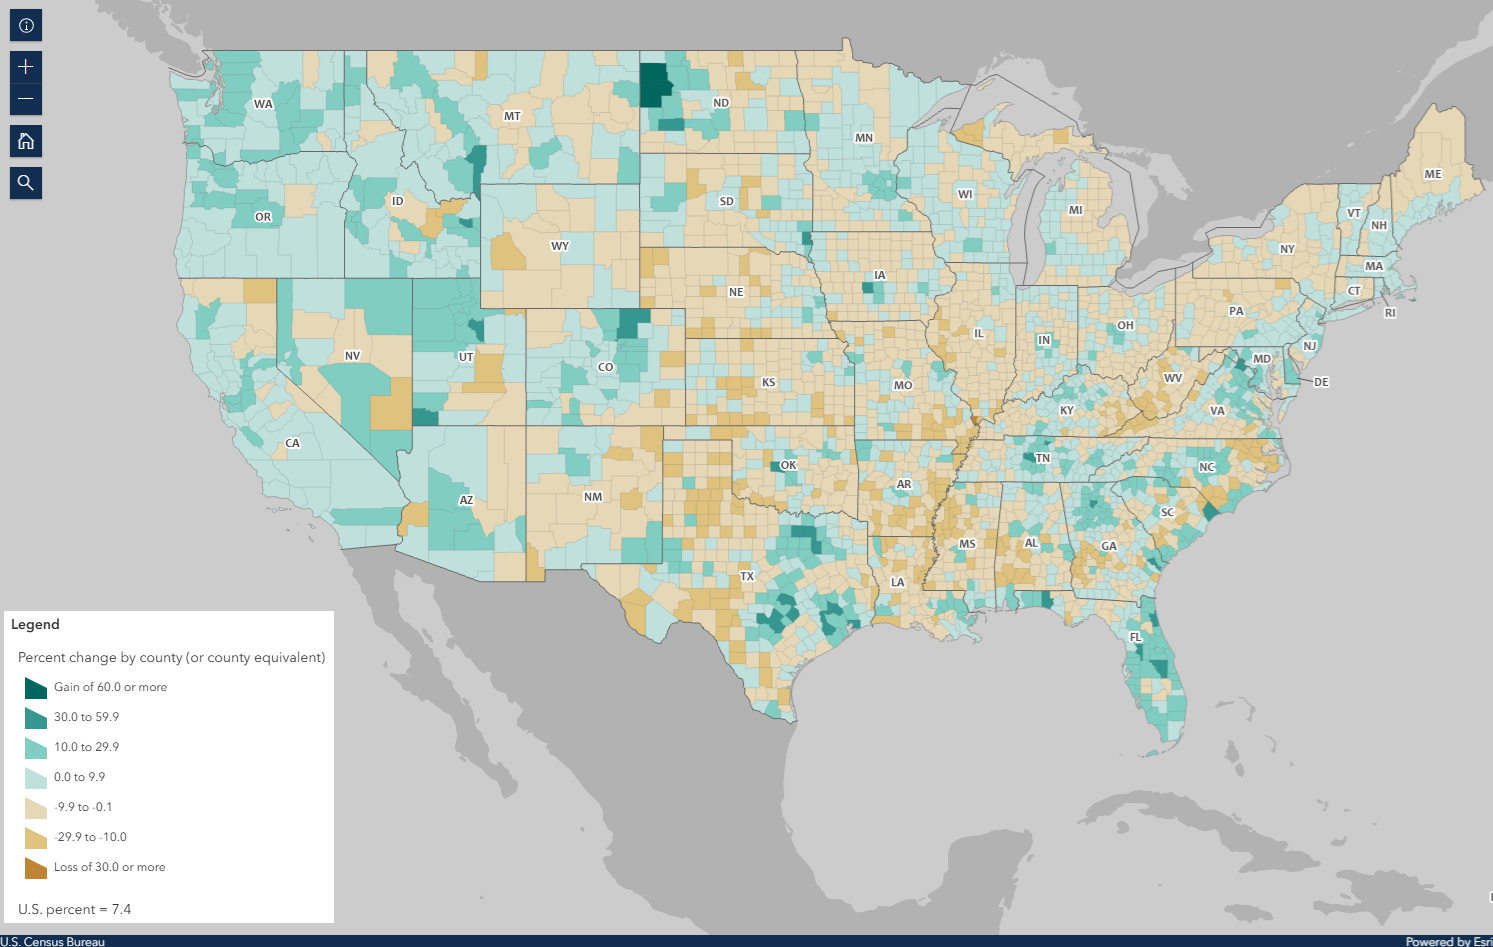 WA
MT
ND
MN
ME
OR
ID
SD
WI
MI
VT
NH
NY
MA
WY
CT
RI
NE
IA
PA
NV
UT
CO
IL
IN
OH
NJ
MD
DE
KS
MO
WV
VA
KY
CA
AZ
NM
OK
AR
TN
NC
SC
MS
AL
GA
TX
LA
FL
Legend
Percent change by county (or county equivalent)
Gain of 60.0 or more
30.0 to 59.9
10.0 to 29.9
0.0 to 9.9
-9.9 to -0.1
-29.9 to -10.0
Loss of 30.0 or more
U.S. percent = 7.4
U.S. Census Bureau
Powered by Esri